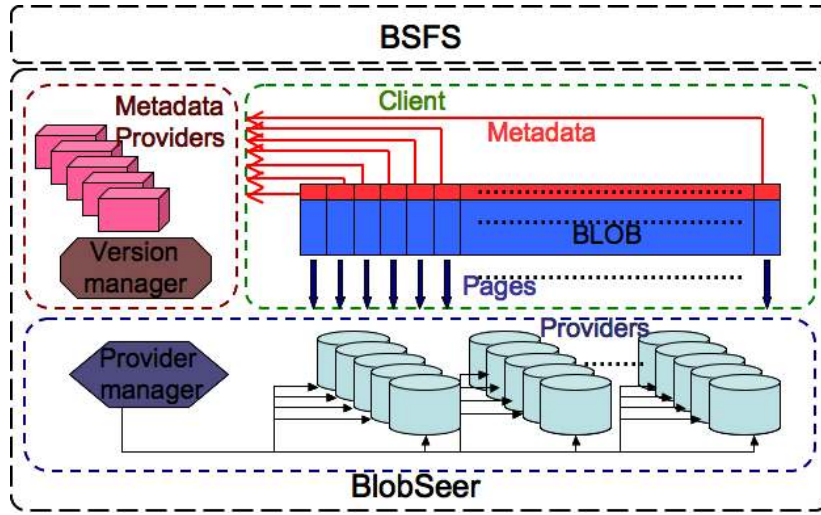 BSFS
Metadata
Providers
Version
manager
Client
Metadata
BLOB
Pages
Provider
manager
Providers
BlobSeer